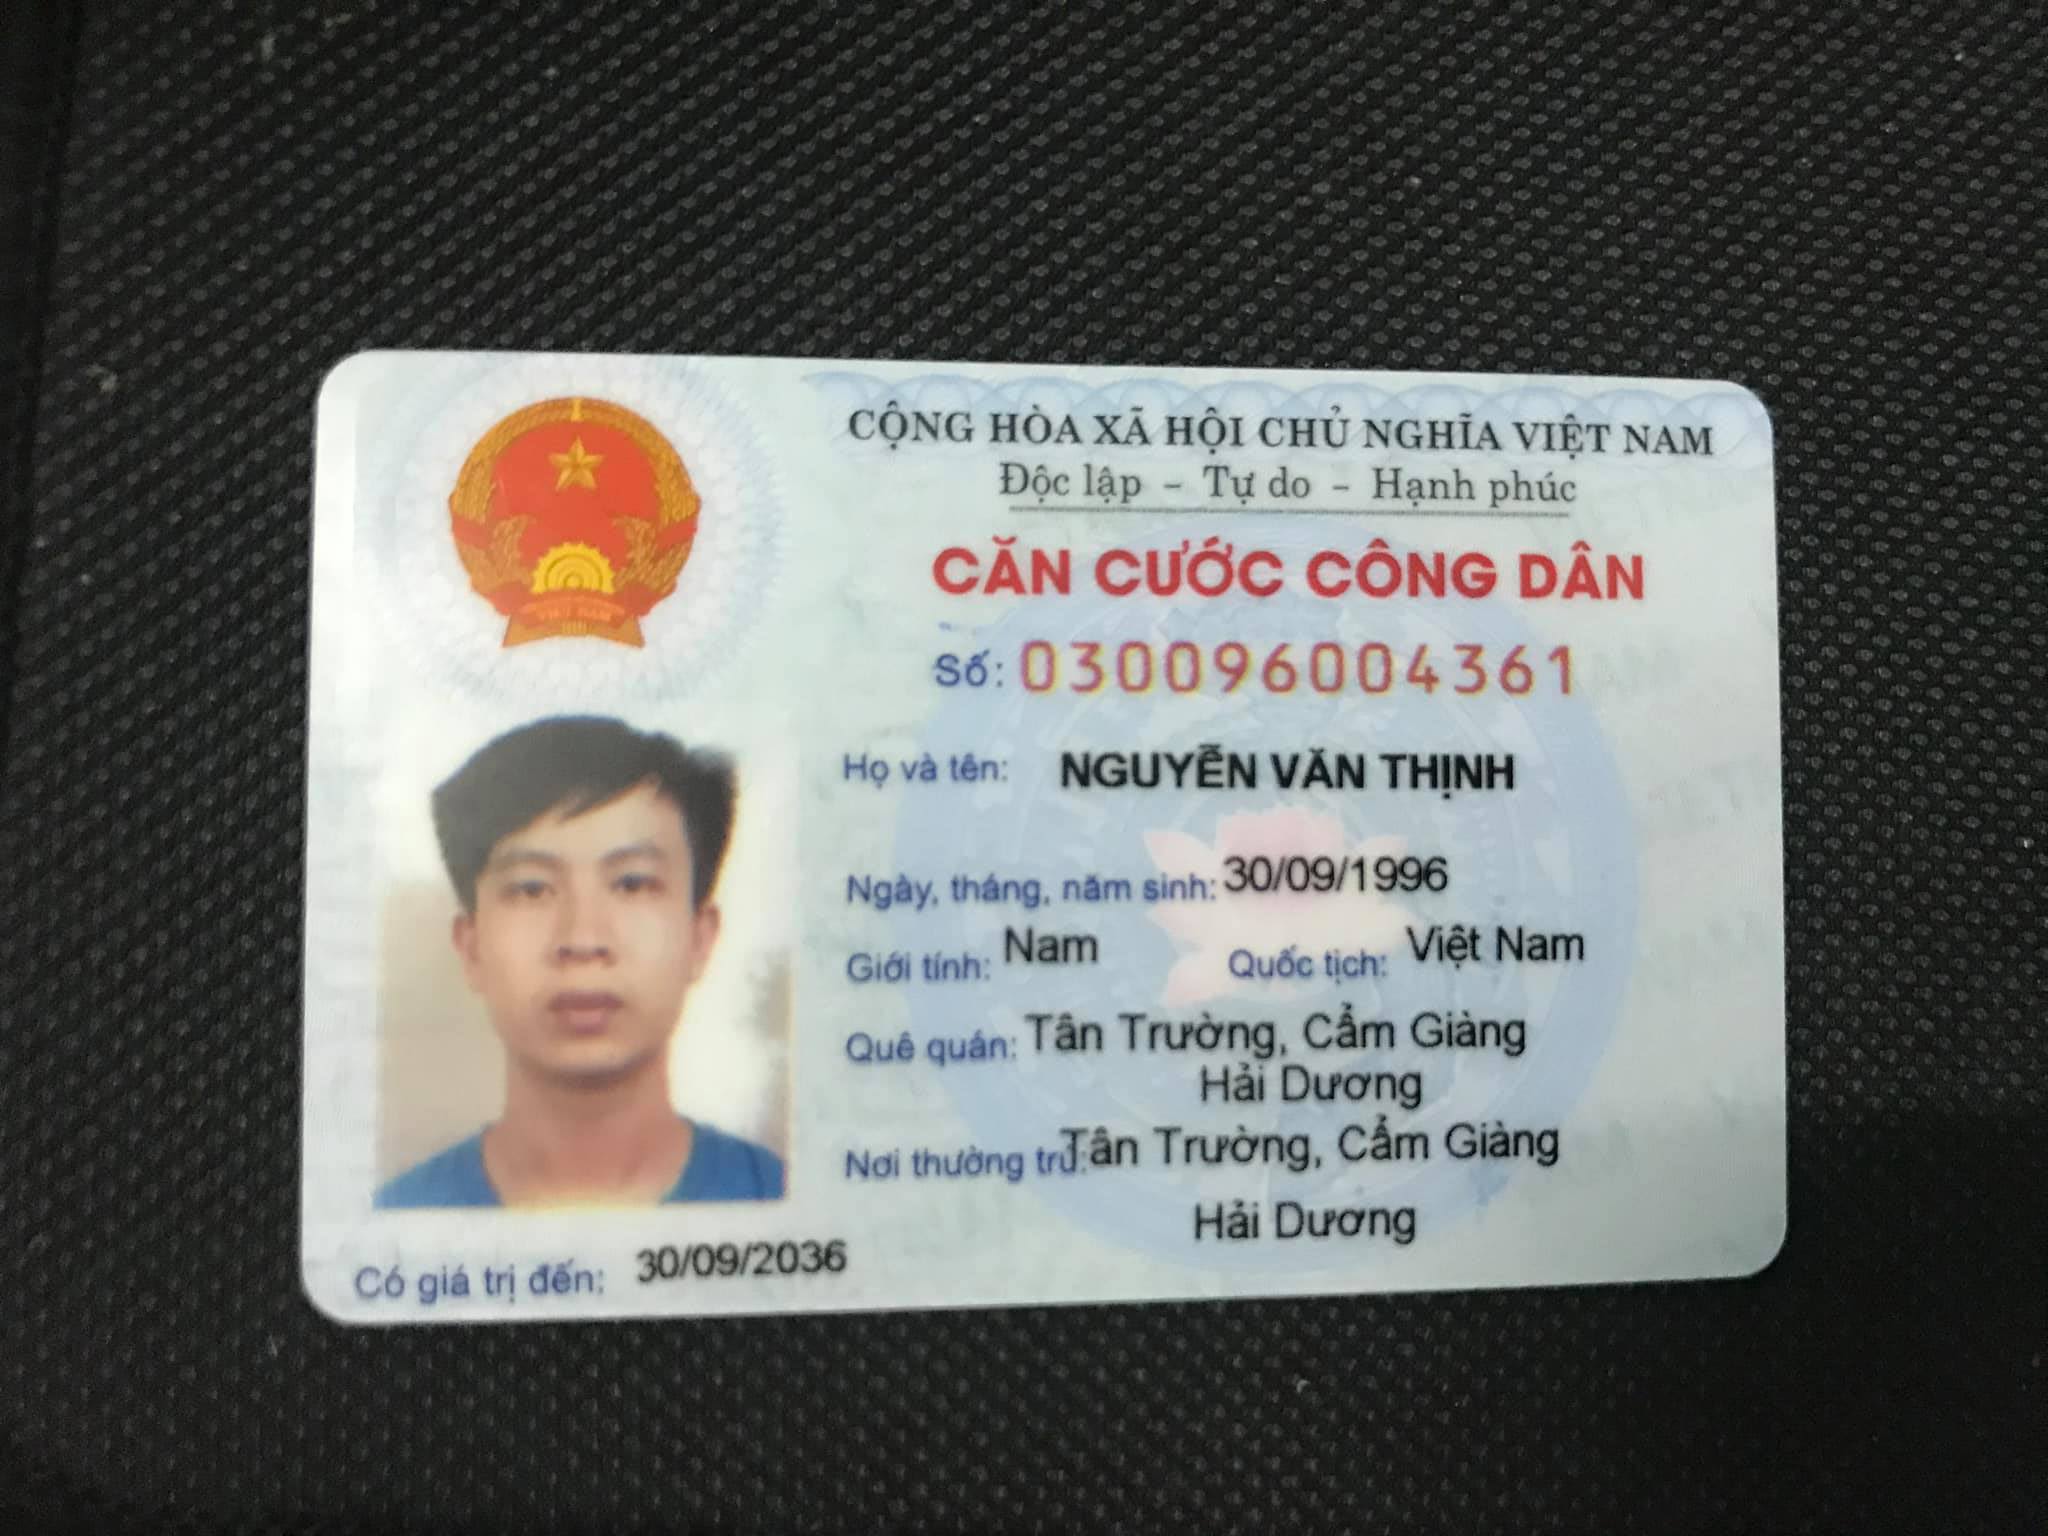 CỘNG HÒA XÃ HỘI CHỦ NGHĨA VIỆT NAM
Độc lập - Tự do - Hạnh phúc
CĂN CƯỚC CÔNG DÂN
Số: 030096004361
Họ và tên: NGUYỄN VĂN THỊNH
Ngày, tháng, năm sinh: 30/09/1996
Giới tính: Nam Quốc tịch: Việt Nam
Quê quán: Tân Trường, Cẩm Giàng
Hải Dương
Nơi thường trú: Tân Trường, Cẩm Giàng
Hải Dương
Có giá trị đến: 30/09/2036
VIỆT NAM